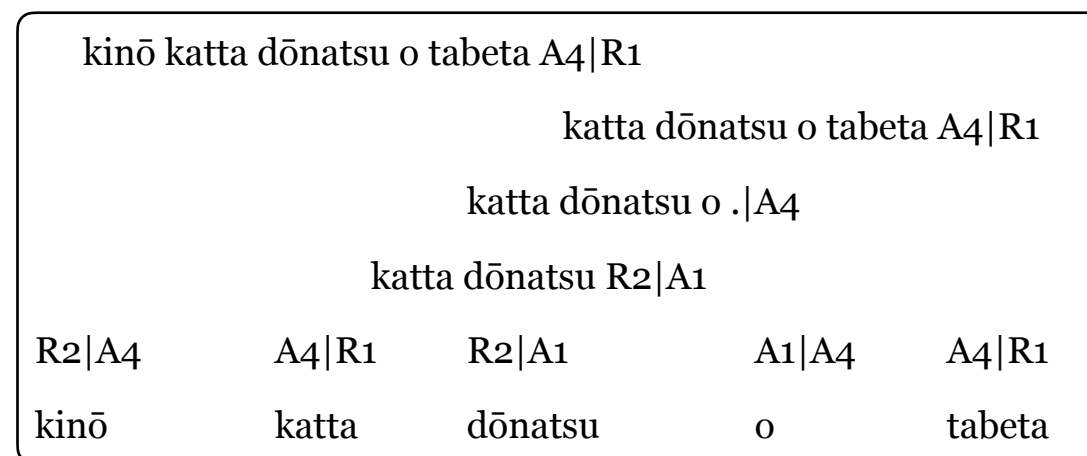 kinō katta dōnatsu o tabeta A4|R1
katta dōnatsu o tabeta A4|R1
katta dōnatsu o .|A4
katta dōnatsu R2|A1
R2|A4 A4|R1 R2|A1 A1|A4 A4|R1
kinō katta dōnatsu o tabeta